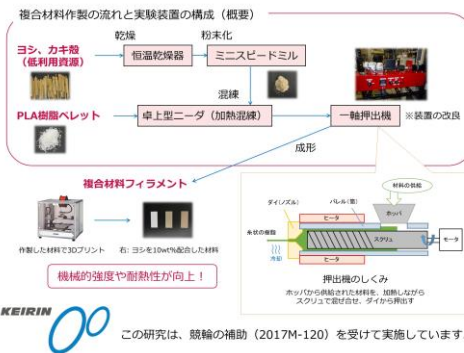 複合材料作製の流れと実験装置の構成（概要）
乾燥
粉末化
ヨシ、カキ殻
（低利用資源）
恒温乾燥器
ミニスピードミル
混練
PLA樹脂ペレット
卓上型ニーダ（加熱混練）
一軸押出機
※装置の改良
成形
複合材料フィラメント
材料の供給
ダイ（ノズル）
バレル（筒）
ホッパ
ヒータ
糸状の樹脂
スクリュ
モータ
冷却
ヒータ
作製した材料で3Dプリント
右: ヨシを10wt%配合した材料
押出機のしくみ
機械的強度や耐熱性が向上！
ホッパから供給された材料を、加熱しながら
スクリュで混ぜ合せ、ダイから押出す
KEIRIN
この研究は、競輪の補助（2017M-120）を受けて実施しています